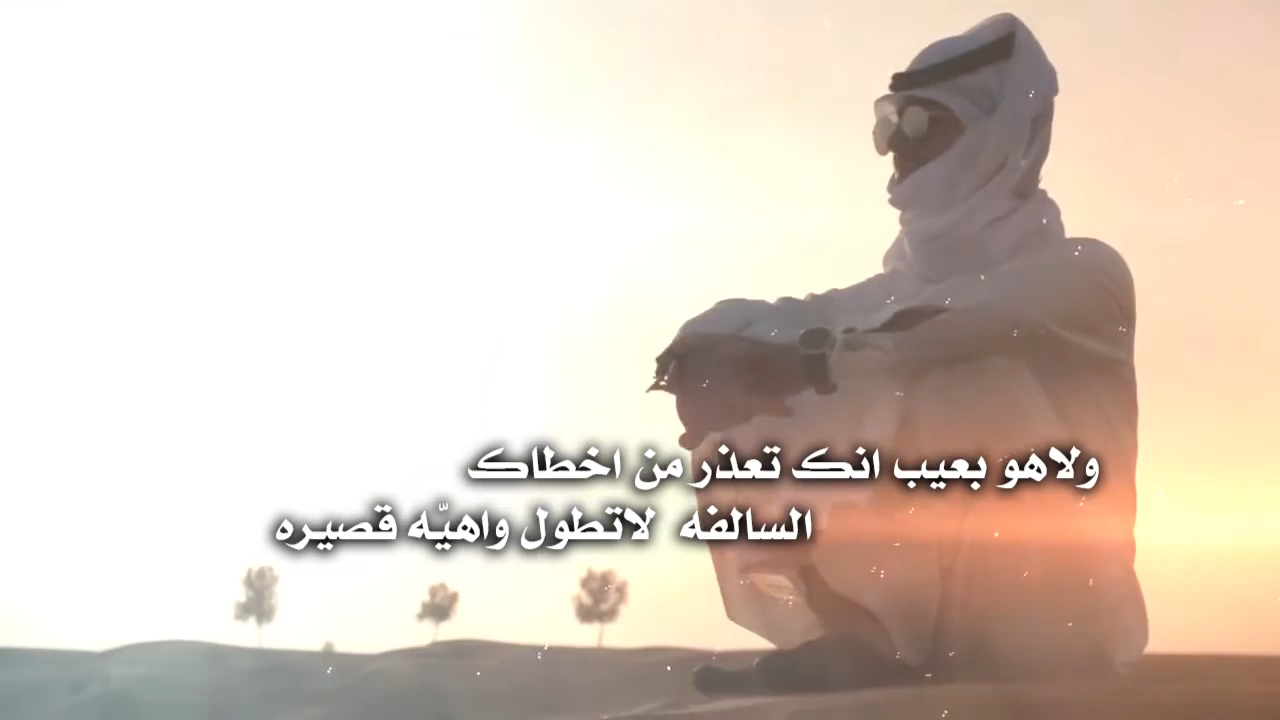 ولاهو بعيب انك تعذر من اخطاك
السالفه لاتطول واهيّه قصيره